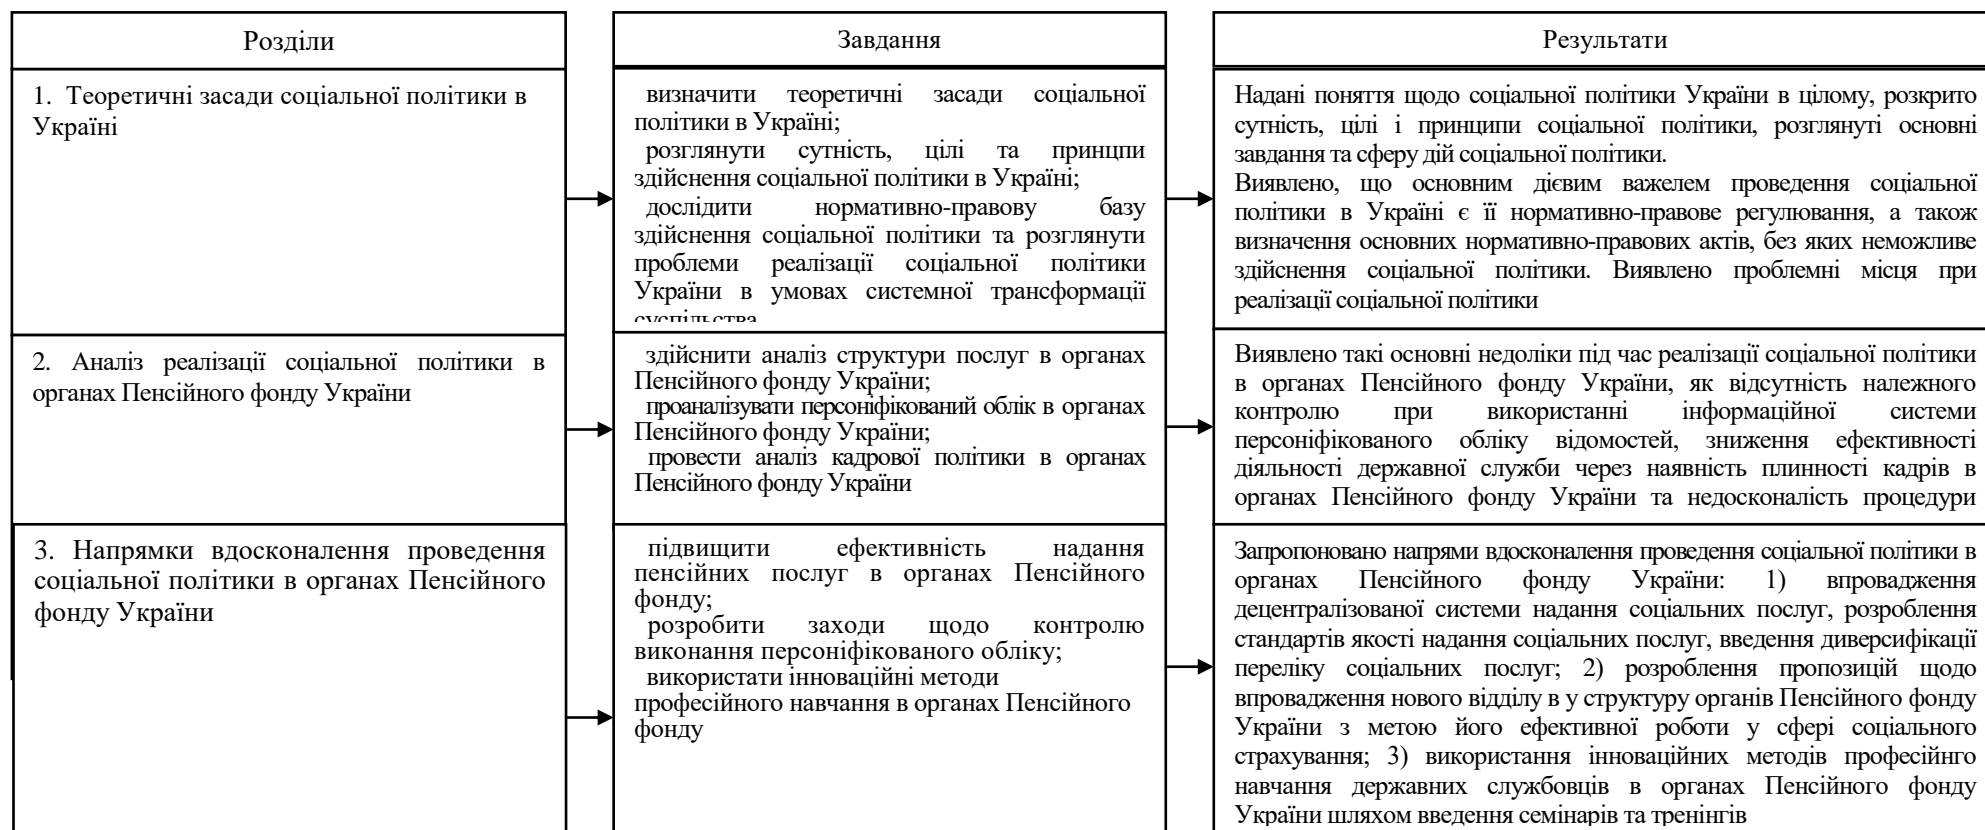 Розділи
Завдання
Результати
1. Теоретичні засади соціальної політики в
Україні
визначити теоретичні засади соціальної
політики в Україні;
розглянути сутність, цілі та принцпи
здійснення соціальної політики в Україні;
дослідити нормативно-правову базу
здійснення соціальної політики та розглянути
проблеми реалізації соціальної політики
України в умовах системної трансформації
суспільства
Надані поняття щодо соціальної політики України в цілому, розкрито
сутність, цілі і принципи соціальної політики, розглянуті основні
завдання та сферу дій соціальної політики.
Виявлено, що основним дієвим важелем проведення соціальної
політики в Україні є її нормативно-правове регулювання, а також
визначення основних нормативно-правових актів, без яких неможливе
здійснення соціальної політики. Виявлено проблемні місця при
реалізації соціальної політики
2. Аналіз реалізації соціальної політики в
органах Пенсійного фонду України
здійснити аналіз структури послуг в органах
Пенсійного фонду України;
проаналізувати персоніфікований облік в органах
Пенсійного фонду України;
провести аналіз кадрової політики в органах
Пенсійного фонду України
Виявлено такі основні недоліки під час реалізації соціальної політики
в органах Пенсійного фонду України, як відсутність належного
контролю при використанні інформаційної системи
персоніфікованого обліку відомостей, зниження ефективності
діяльності державної служби через наявність плинності кадрів в
органах Пенсійного фонду України та недосконалість процедури
3. Напрямки вдосконалення проведення
соціальної політики в органах Пенсійного
фонду України
підвищити ефективність надання
пенсійних послуг в органах Пенсійного
фонду;
розробити заходи щодо контролю
виконання персоніфікованого обліку;
використати інноваційні методи
професійного навчання в органах Пенсійного
фонду
Запропоновано напрями вдосконалення проведення соціальної політики в
органах Пенсійного фонду України: 1) впровадження
децентралізованої системи надання соціальних послуг, розроблення
стандартів якості надання соціальних послуг, введення диверсифікації
переліку соціальних послуг; 2) розроблення пропозицій щодо
впровадження нового відділу в у структуру органів Пенсійного фонду
України з метою його ефективної роботи у сфері соціального
страхування; 3) використання інноваційних методів професійнго
навчання державних службовців в органах Пенсійного фонду
України шляхом введення семінарів та тренінгів